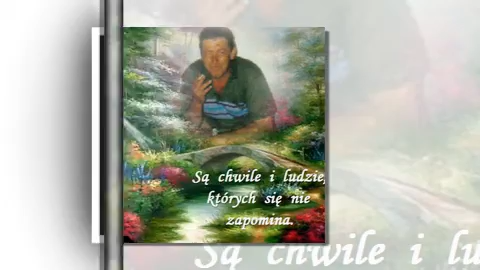 Są chwile i ludzie,
których się nie
zapomina.
Są chwile i lu